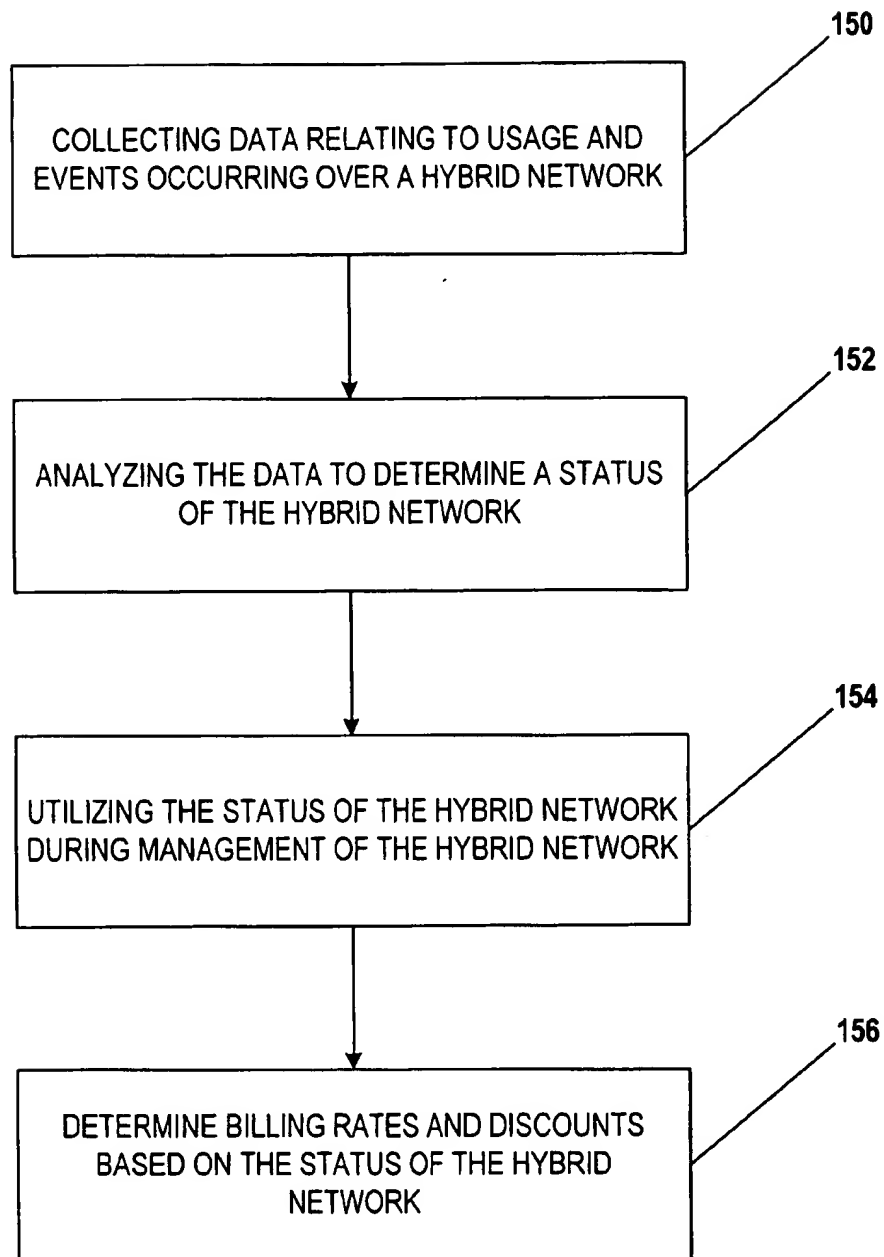 150
COLLECTING DATA RELATING TO USAGE AND
EVENTS OCCURRING OVER A HYBRID NETWORK
152
ANALYZING THE DATA TO DETERMINE A STATUS
OF THE HYBRID NETWORK
154
UTILIZING THE STATUS OF THE HYBRID NETWORK
DURING MANAGEMENT OF THE HYBRID NETWORK
156
DETERMINE BILLING RATES AND DISCOUNTS
BASED ON THE STATUS OF THE HYBRID
NETWORK